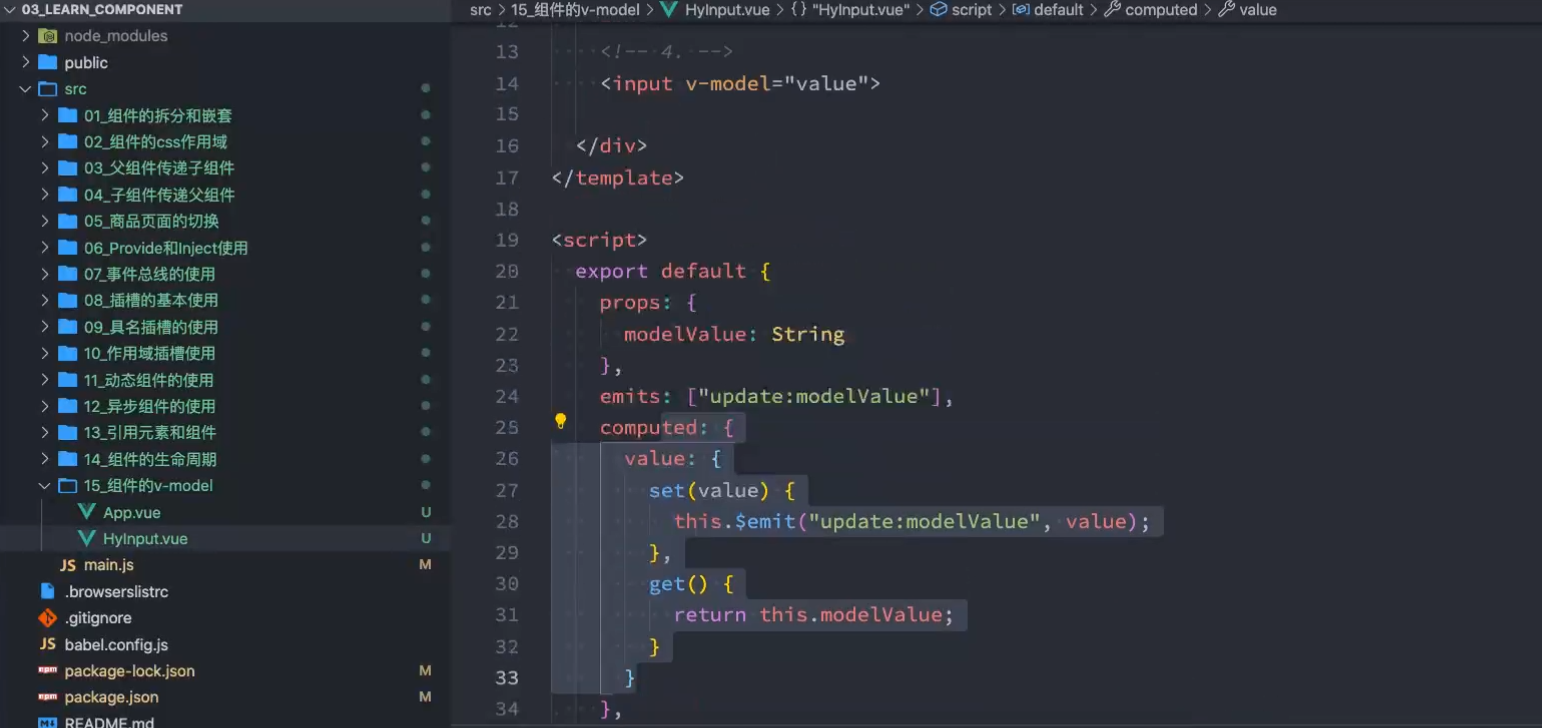 03_LEARN_COMPONENT
node_modules
public
src
01_组件的拆分和嵌套
02_组件的css作用域
03_父组件传递子组件
04_子组件传递父组件
05_商品页面的切换
06_Provide和Inject使用
07_事件总线的使用
08_插槽的基本使用
09_具名插槽的使用
10_作用域插槽使用
11_动态组件的使用
12_异步组件的使用
13_引用元素和组件
14_组件的生命周期
15_组件的v-model
App.vue U
HyInput.vue U
JS main.js M
.browserslistrc
.gitignore
JS babel.config.js
npm package-lock.json M
npm package.json M
README.md
src > 15_组件的v-model > HyInput.vue > {} "HyInput.vue" > script > default > computed > value
12
13 <!-- 4. -->
14 <input v-model="value">
15
16 </div>
17 </template>
18
19 <script>
20 export default {
21 props: {
22 modelValue: String
23 },
24 emits: ["update:modelValue"],
25 computed: {
26 value: {
27 set(value) {
28 this.$emit("update:modelValue", value);
29 },
30 get() {
31 return this.modelValue;
32 }
33 }
34 },